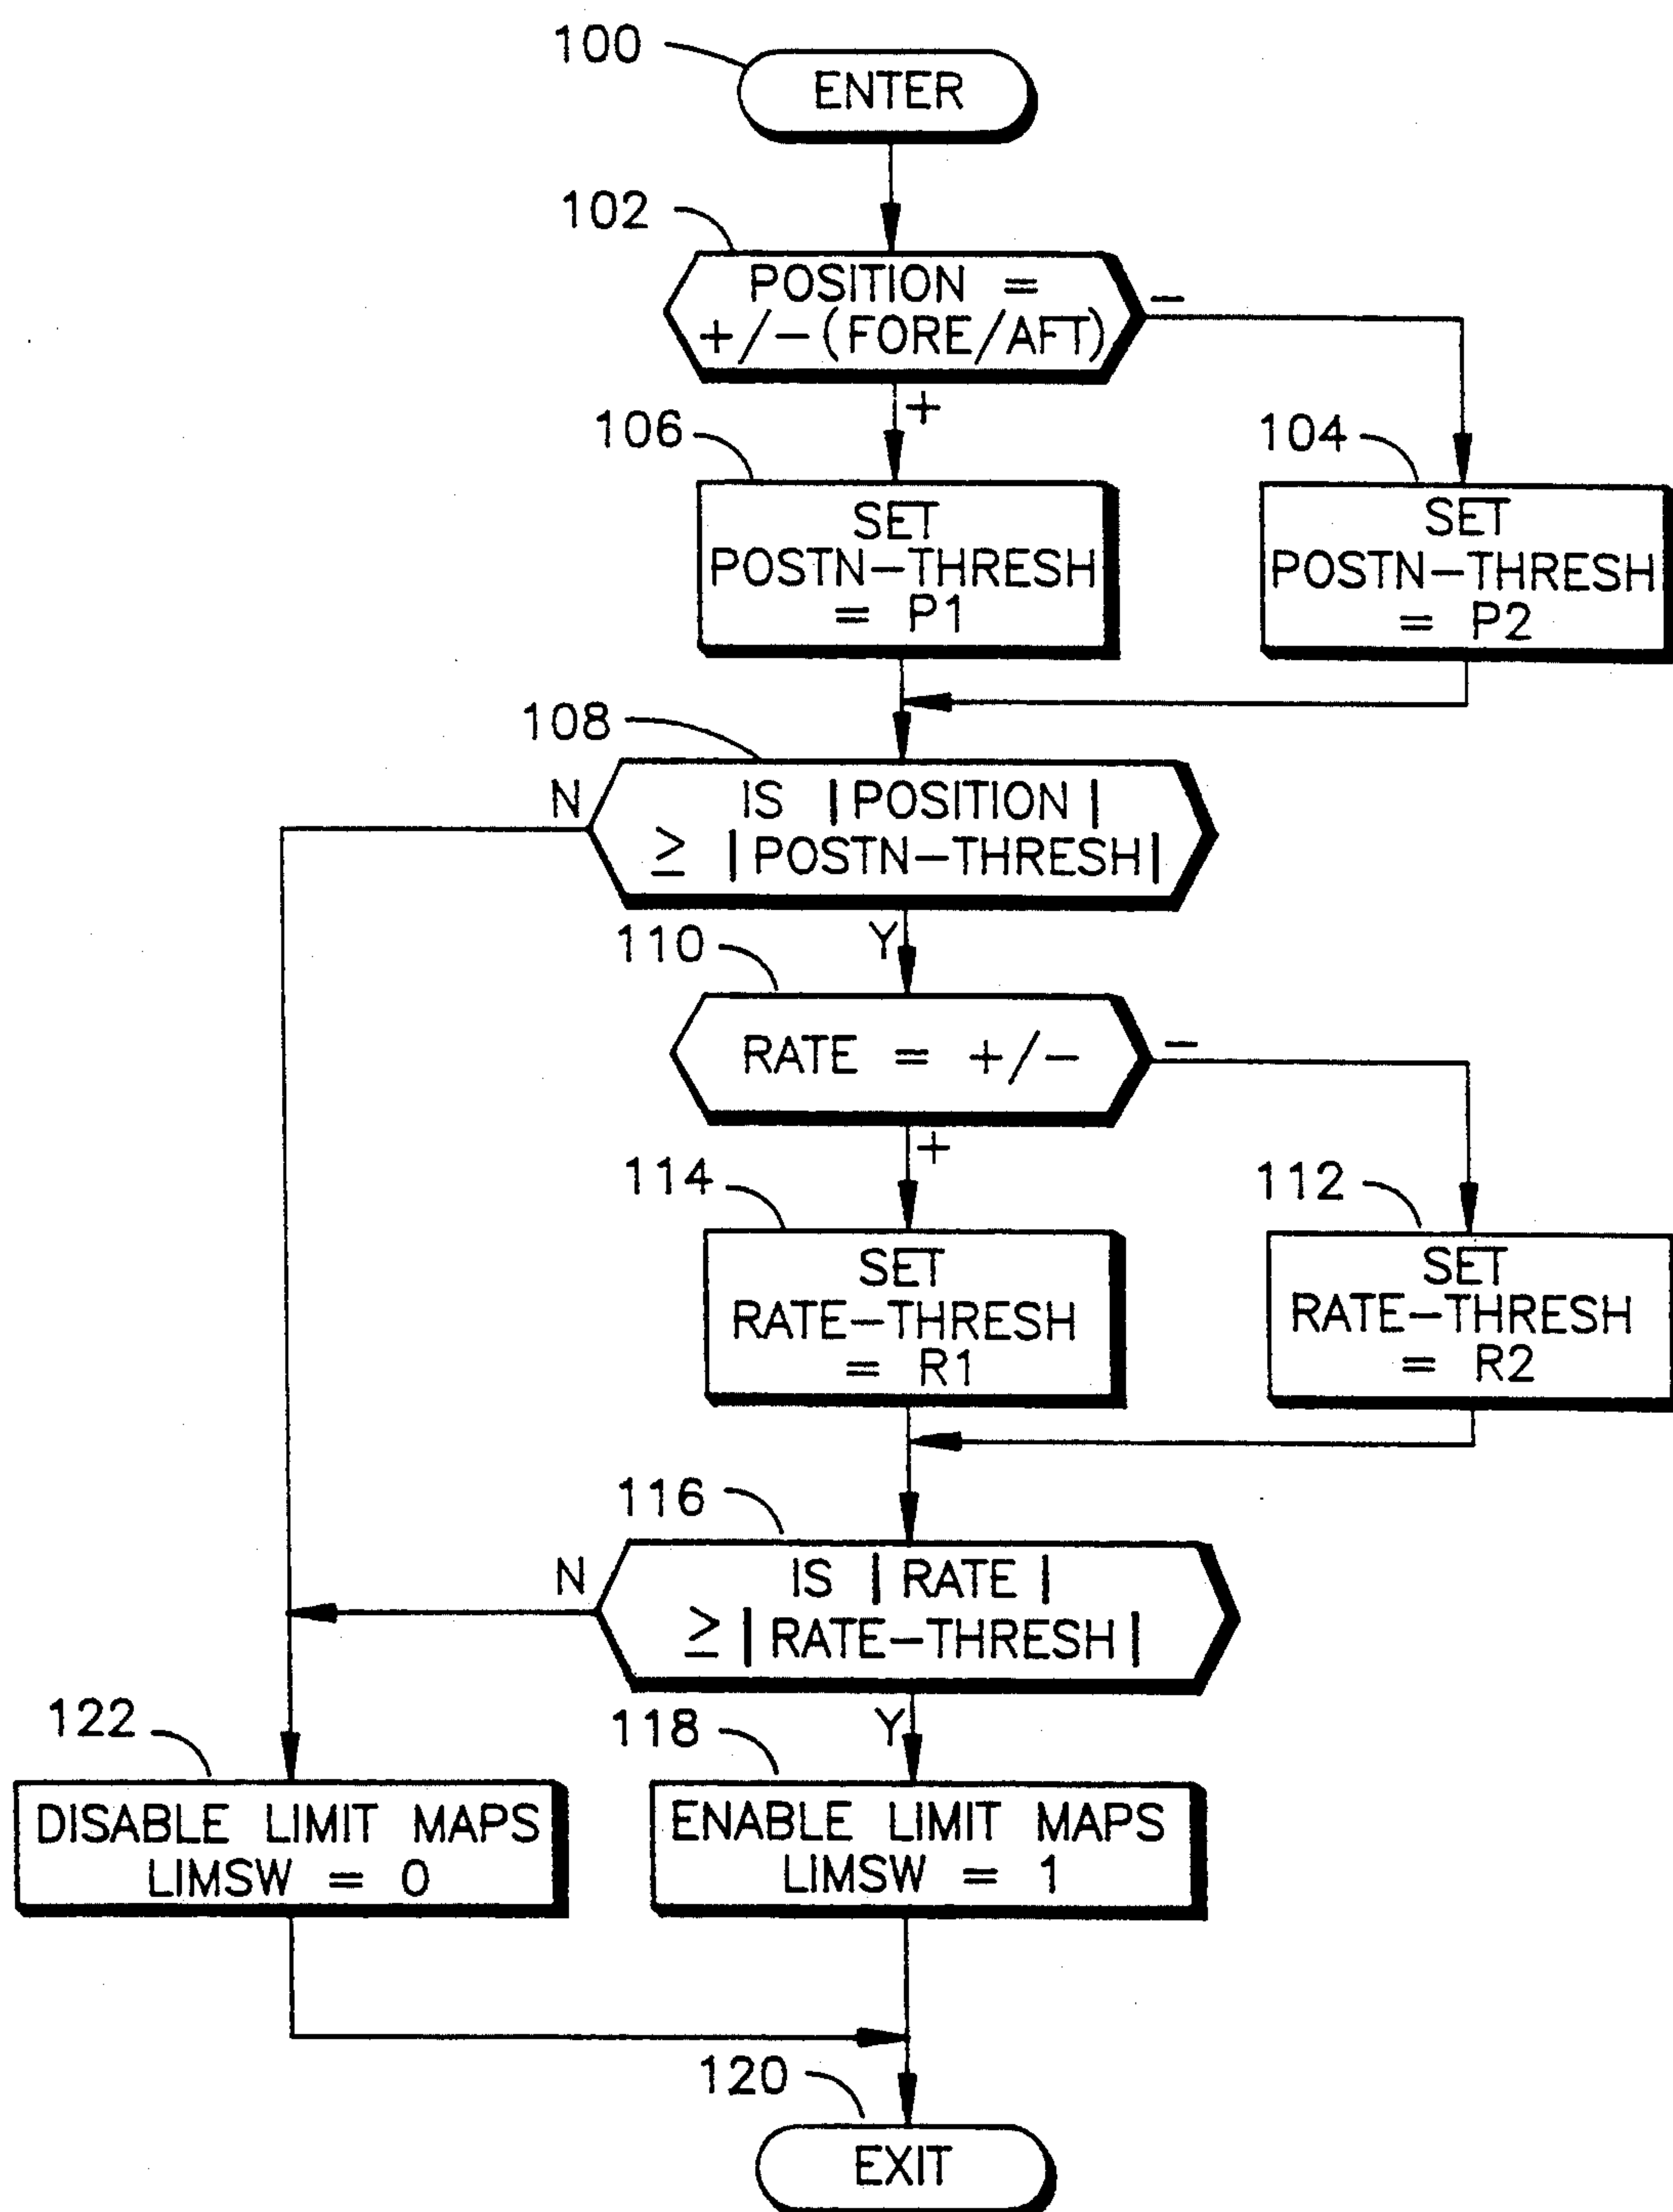 100
ENTER
102
POSITION =
+/-(FORE/AFT)
-
+
106
SET
POSTN-THRESH
= P1
104
SET
POSTN-THRESH
= P2
108
N
IS |POSITION|
≥ |POSTN-THRESH|
Y
110
RATE = +/-
-
+
114
SET
RATE-THRESH
= R1
112
SET
RATE-THRESH
= R2
116
N
IS |RATE|
≥|RATE-THRESH|
Y
122
DISABLE LIMIT MAPS
LIMSW = 0
118
ENABLE LIMIT MAPS
LIMSW = 1
120
EXIT